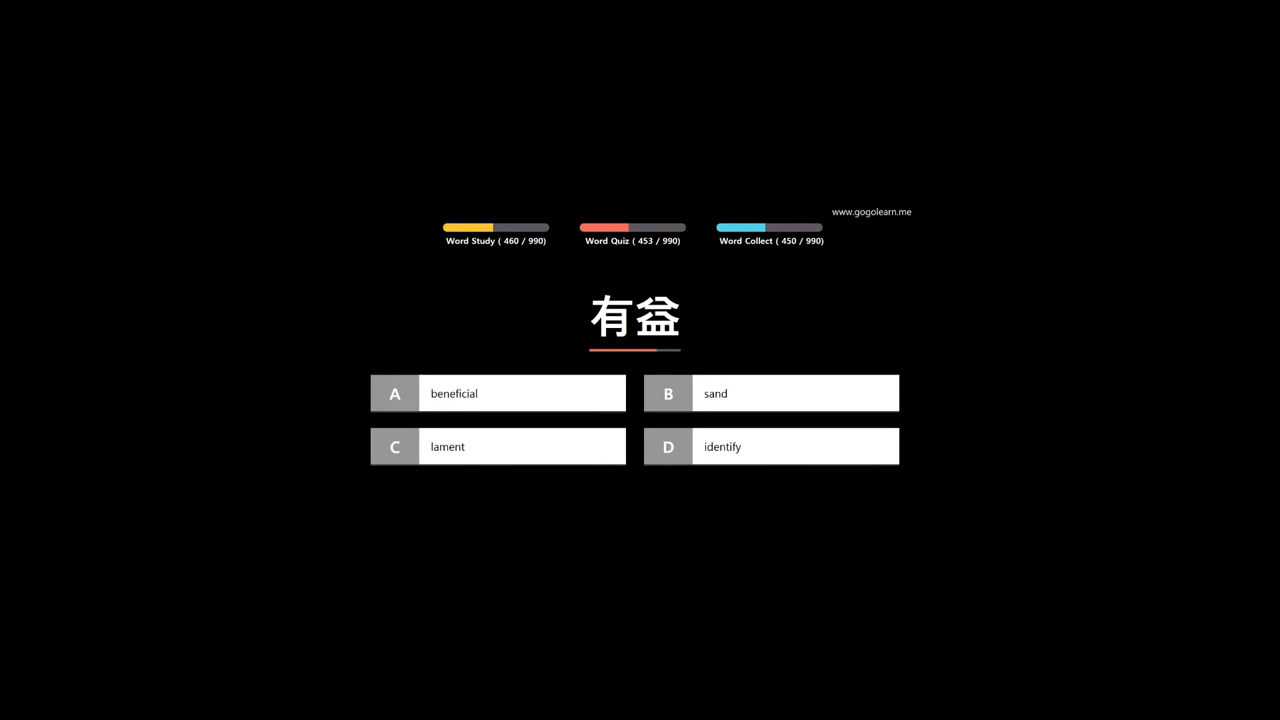 www.gogolearn.me
Word Study ( 460 / 990)
Word Quiz ( 453 / 990)
Word Collect ( 450 / 990)
有益
A beneficial
B sand
C lament
D identify